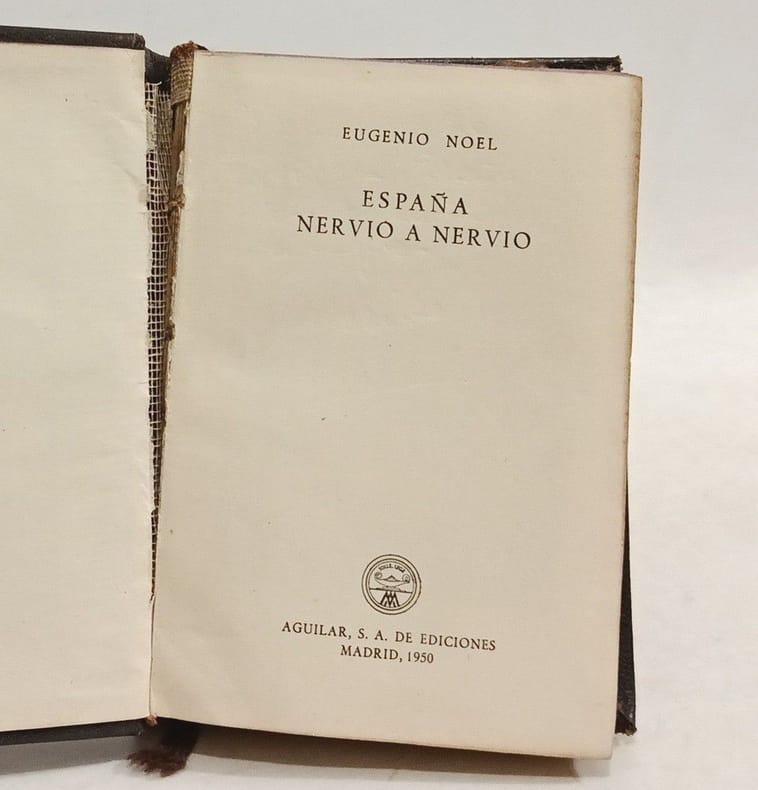 EUGENIO NOEL
ESPAÑA
NERVIO A NERVIO
AGUILAR, S. A. DE EDICIONES
MADRID, 1950